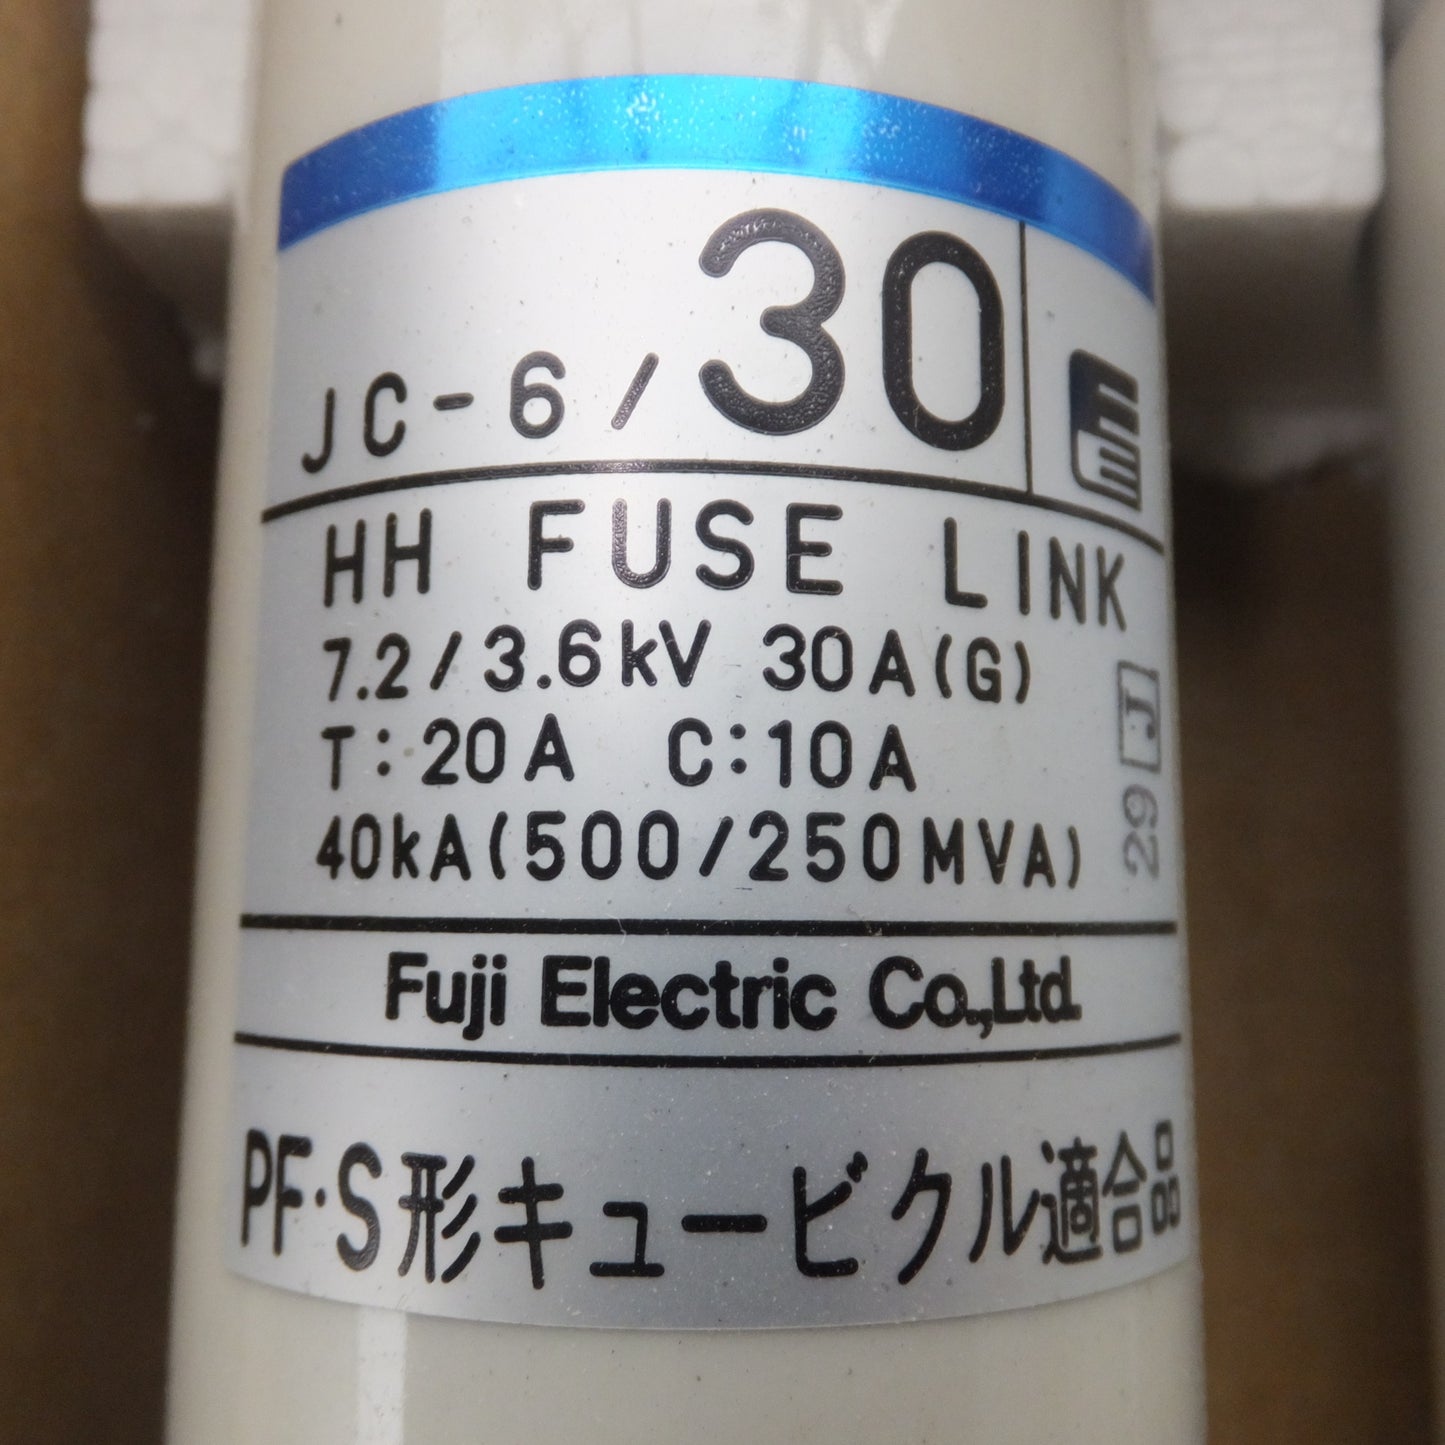 JC-6/30
HH FUSE LINK
7.2/3.6kV 30A(G)
T:20A C:10A
40kA(500/250MVA)
29 J
Fuji Electric Co.,Ltd.
PF·S形キュービクル適合品